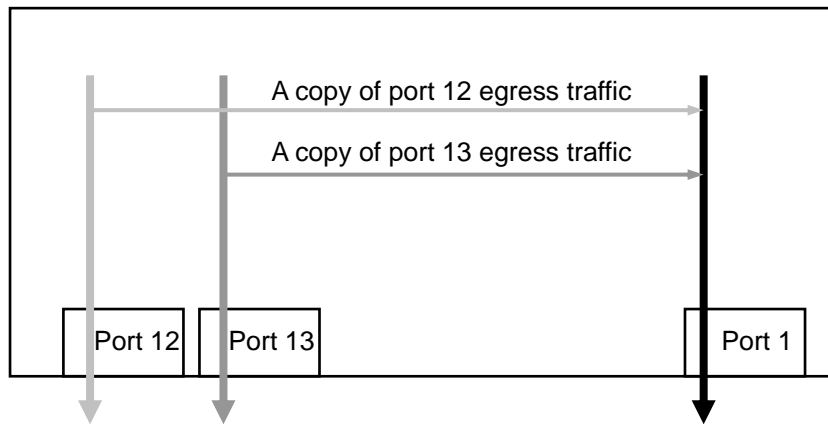 A copy of port 12 egress traffic
A copy of port 13 egress traffic
Port 12
Port 13
Port 1